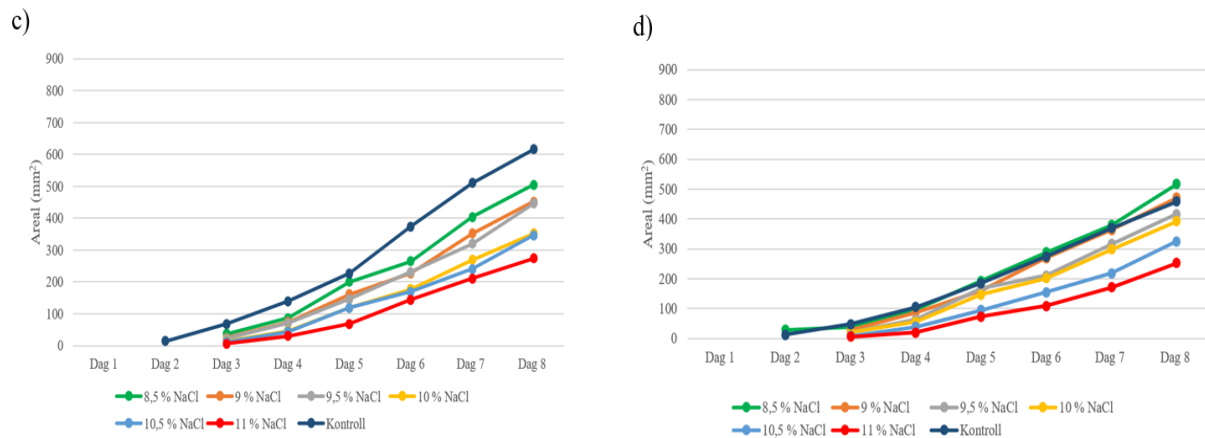 c)
900
800
700
600
500
400
300
200
100
0
Areal (mm²)
Dag 1 Dag 2 Dag 3 Dag 4 Dag 5 Dag 6 Dag 7 Dag 8
8,5 % NaCl 9 % NaCl 9,5 % NaCl 10 % NaCl
10,5 % NaCl 11 % NaCl Kontroll
d)
900
800
700
600
500
400
300
200
100
0
Areal (mm²)
Dag 1 Dag 2 Dag 3 Dag 4 Dag 5 Dag 6 Dag 7 Dag 8
8,5 % NaCl 9 % NaCl 9,5 % NaCl 10 % NaCl
10,5 % NaCl 11 % NaCl Kontroll